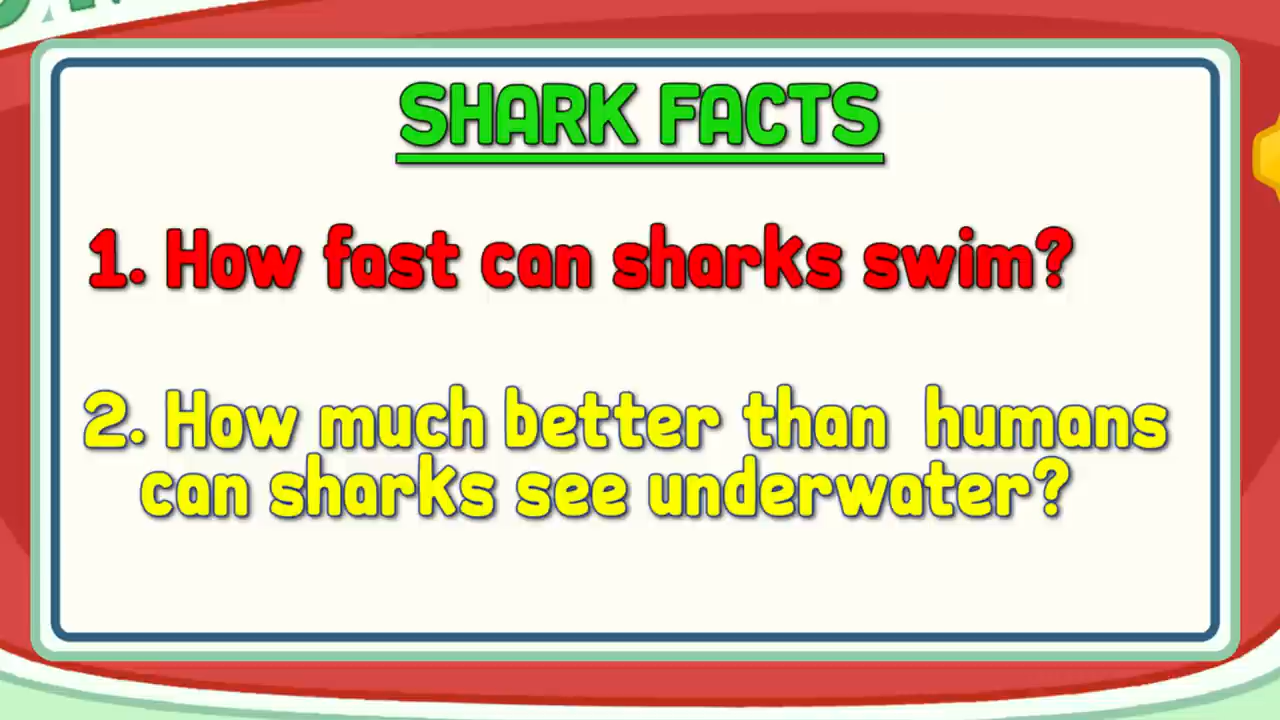 SHARK FACTS
1. How fast can sharks swim?
2. How much better than humans
can sharks see underwater?